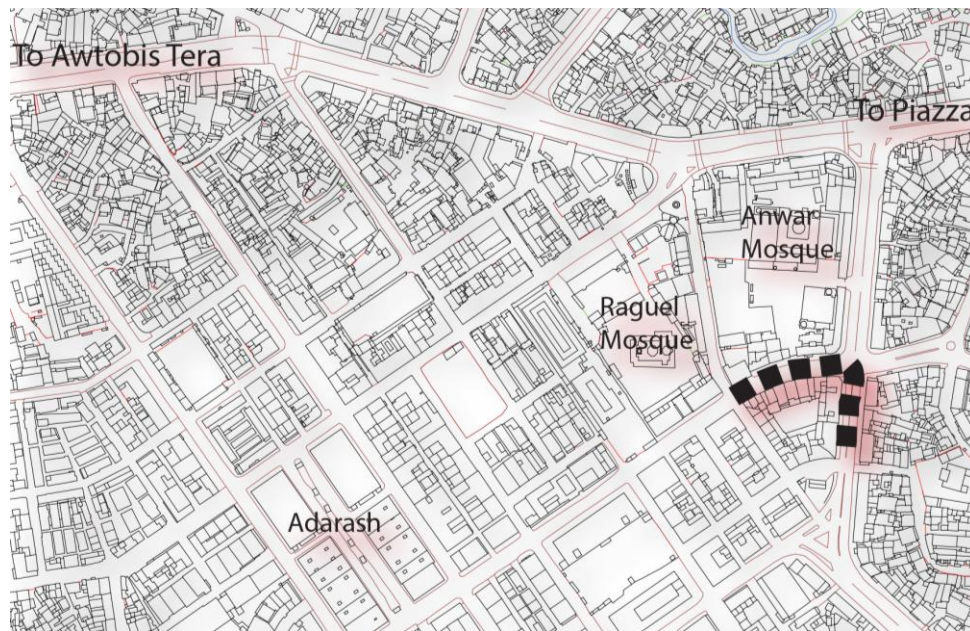 To Awtobis Tera
To Piazza
Anwar
Mosque
Raguel
Mosque
Adarash